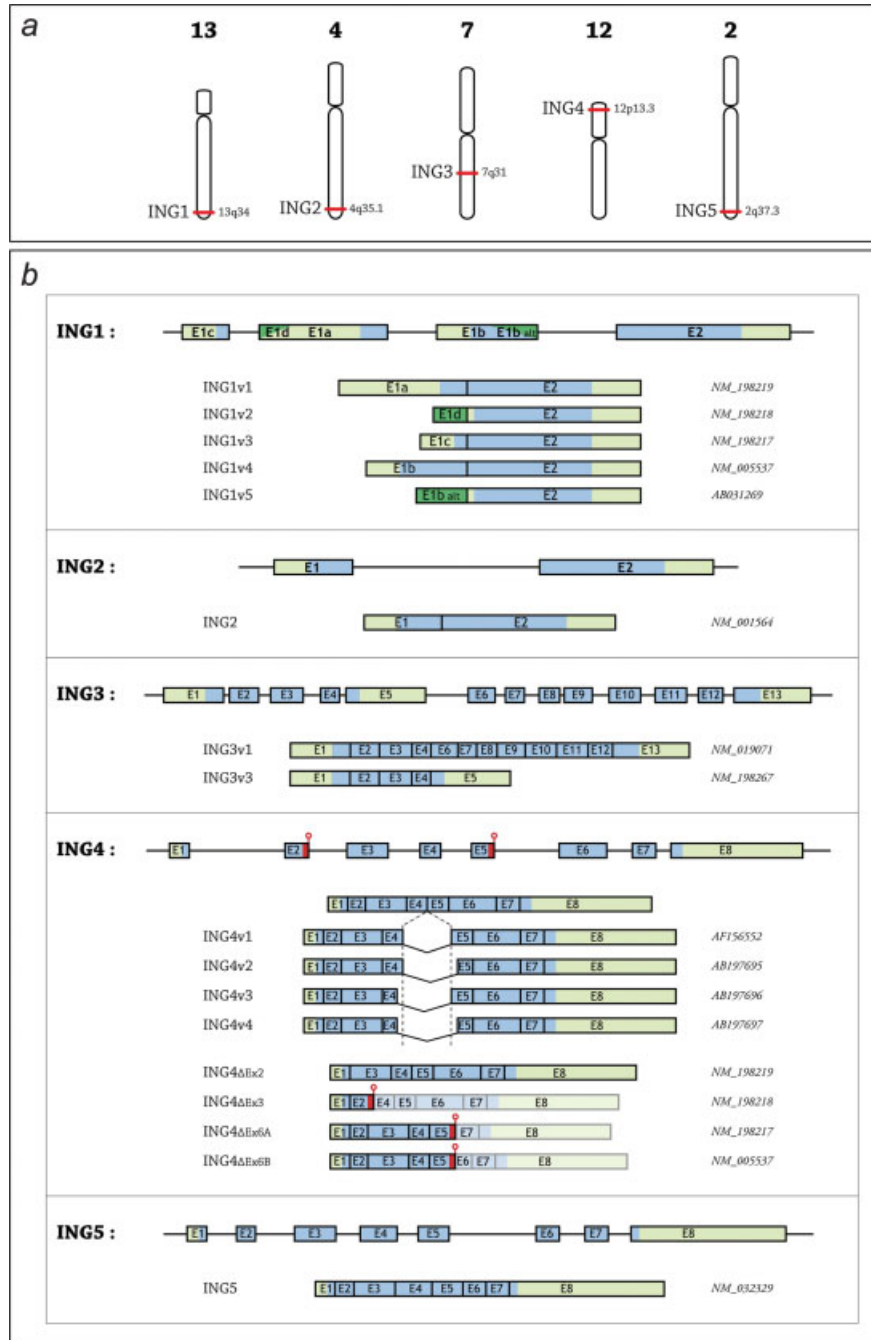 a
13 4 7 12 2
ING4 12p13.3
ING3 7q31
ING1 13q34 ING2 4q35.1 ING5 2q37.3
b
ING1 : E1c E1d E1a E1b E1b alt E2
ING1v1 E1a E2 NM_198219
ING1v2 E1d E2 NM_198218
ING1v3 E1c E2 NM_198217
ING1v4 E1b E2 NM_005537
ING1v5 E1b alt E2 AB031269
ING2 : E1 E2
ING2 E1 E2 NM_001564
ING3 : E1 E2 E3 E4 E5 E6 E7 E8 E9 E10 E11 E12 E13
ING3v1 E1 E2 E3 E4 E6 E7 E8 E9 E10 E11 E12 E13 NM_019071
ING3v3 E1 E2 E3 E4 E5 NM_198267
ING4 : E1 E2 E3 E4 E5 E6 E7 E8
E1 E2 E3 E4 E5 E6 E7 E8
ING4v1 E1 E2 E3 E4 E5 E6 E7 E8 AF156552
ING4v2 E1 E2 E3 E4 E5 E6 E7 E8 AB197695
ING4v3 E1 E2 E3 E4 E5 E6 E7 E8 AB197696
ING4v4 E1 E2 E3 E4 E5 E6 E7 E8 AB197697
ING4ΔEx2 E1 E3 E4 E5 E6 E7 E8 NM_198219
ING4ΔEx3 E1 E2 E4 E5 E6 E7 E8 NM_198218
ING4ΔEx6A E1 E2 E3 E4 E5 E7 E8 NM_198217
ING4ΔEx6B E1 E2 E3 E4 E5 E6 E7 E8 NM_005537
ING5 : E1 E2 E3 E4 E5 E6 E7 E8
ING5 E1 E2 E3 E4 E5 E6 E7 E8 NM_032329